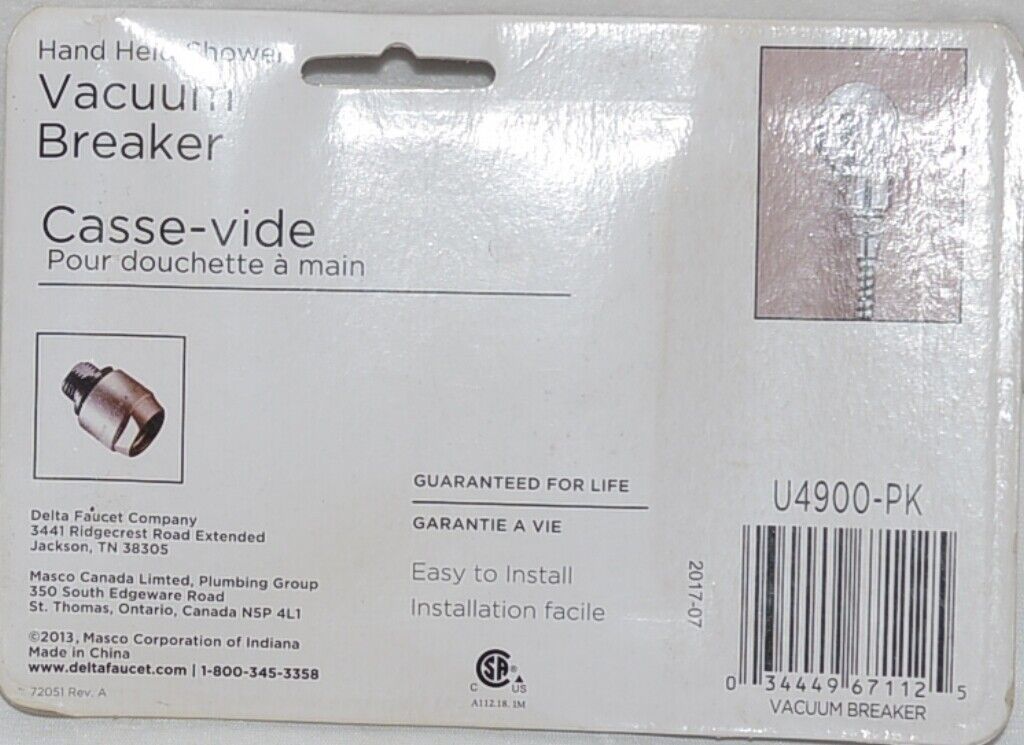 Hand Held Shower
Vacuum
Breaker
Casse-vide
Pour douchette à main
Delta Faucet Company
3441 Ridgecrest Road Extended
Jackson, TN 38305
Masco Canada Limted, Plumbing Group
350 South Edgeware Road
St. Thomas, Ontario, Canada N5P 4L1
©2013, Masco Corporation of Indiana
Made in China
www.deltafaucet.com | 1-800-345-3358
72051 Rev. A
GUARANTEED FOR LIFE
GARANTIE A VIE
Easy to Install
Installation facile
CSA®
C US
A112.18.1M
2017-07
U4900-PK
0 34449 67112 5
VACUUM BREAKER